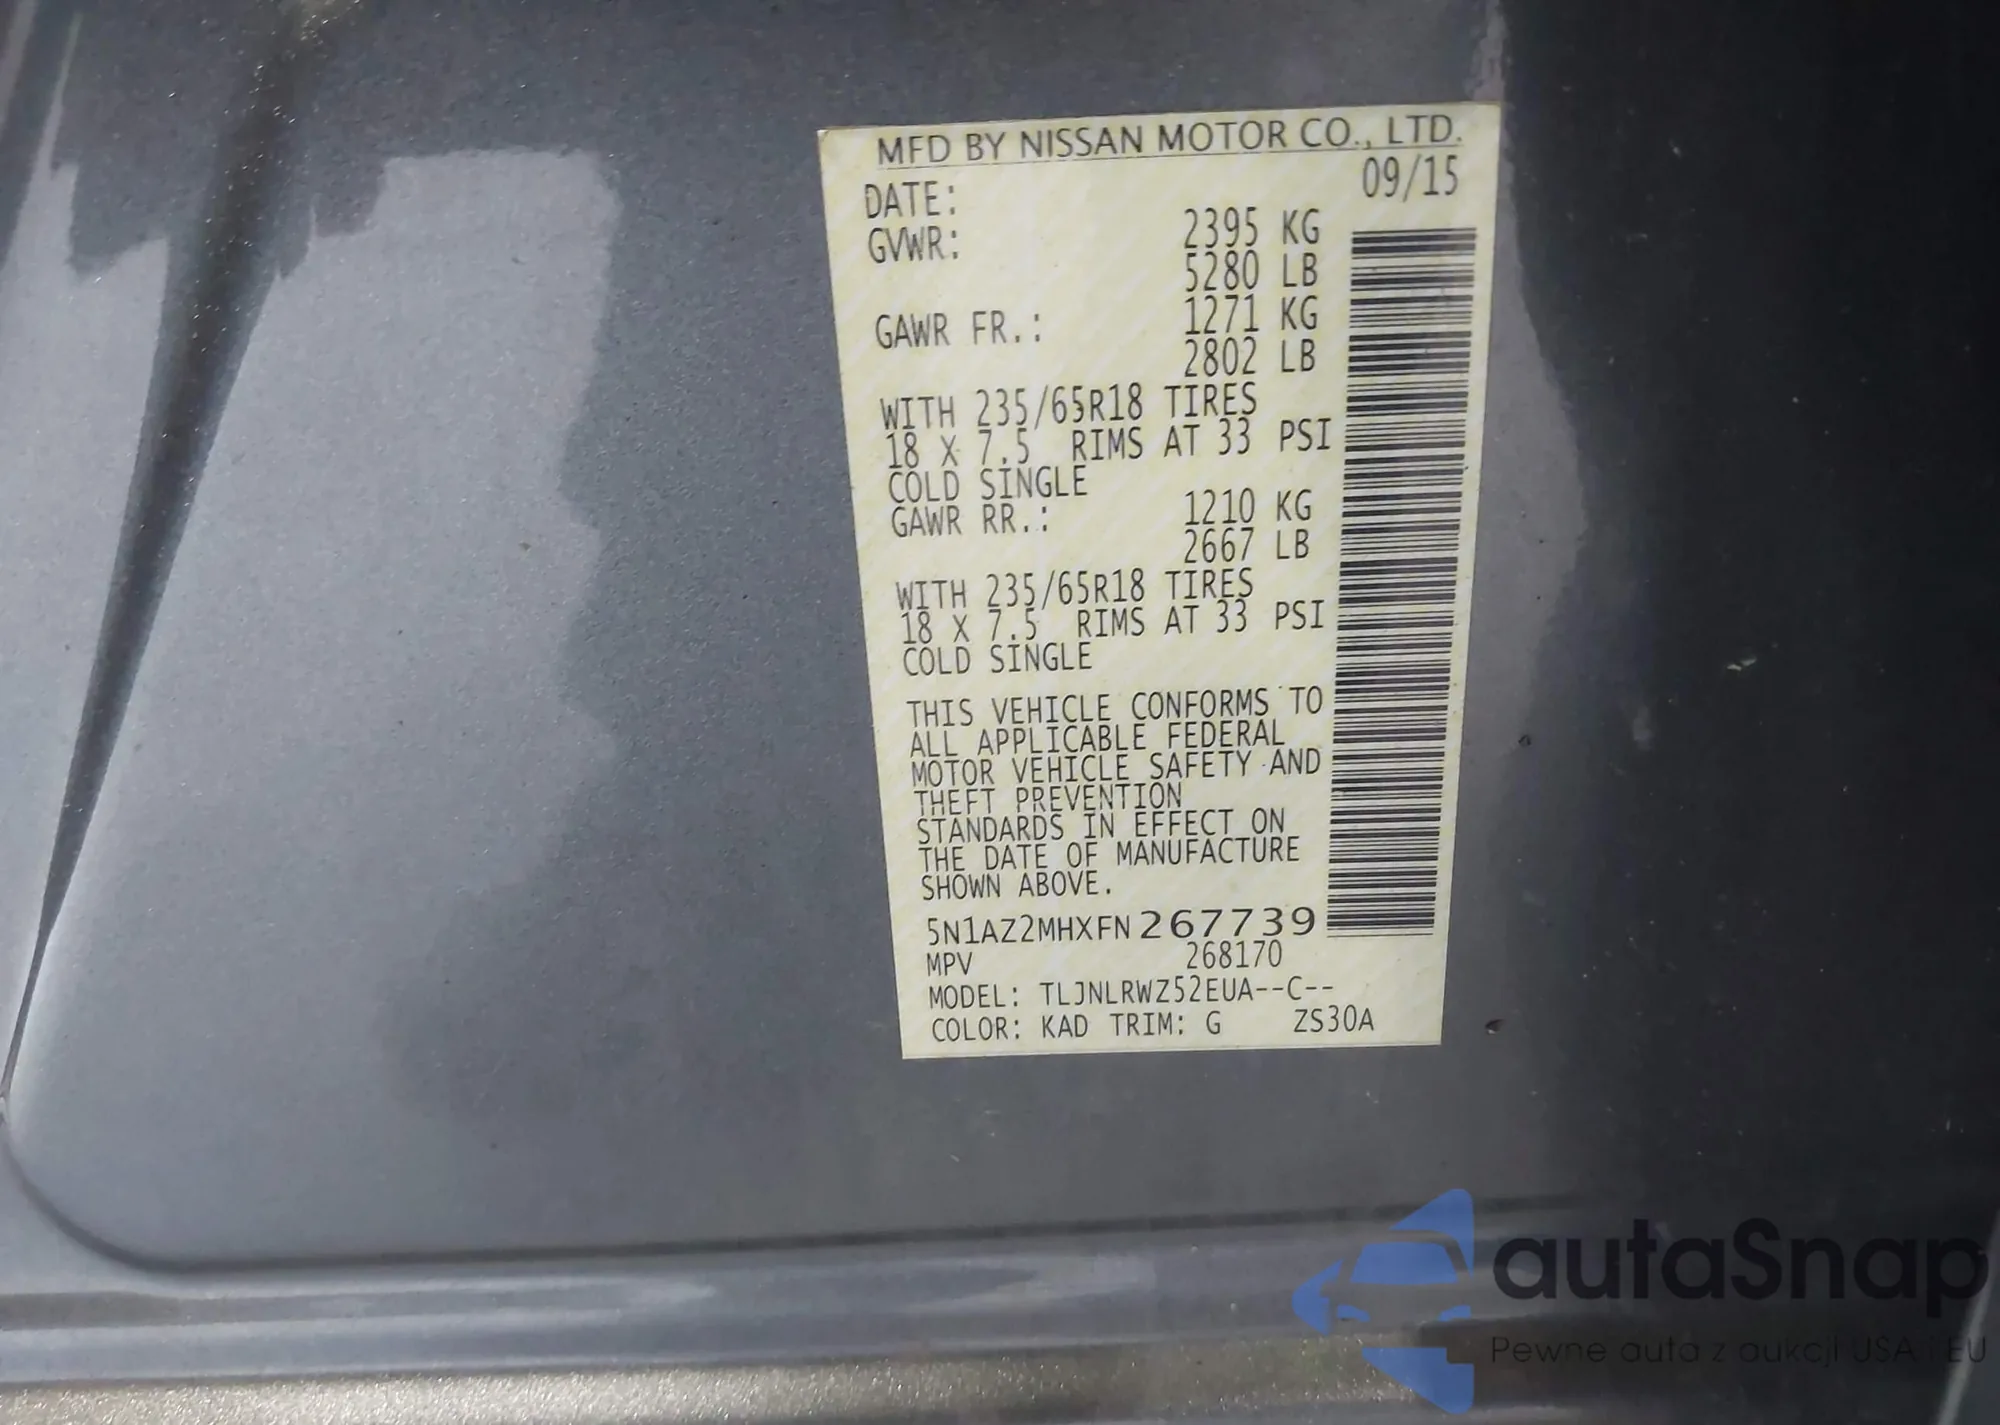 MFD BY NISSAN MOTOR CO., LTD.
DATE: 09/15
GVWR: 2395 KG
5280 LB
GAWR FR.: 1271 KG
2802 LB
WITH 235/65R18 TIRES
18 X 7.5 RIMS AT 33 PSI
COLD SINGLE
GAWR RR.: 1210 KG
2667 LB
WITH 235/65R18 TIRES
18 X 7.5 RIMS AT 33 PSI
COLD SINGLE
THIS VEHICLE CONFORMS TO
ALL APPLICABLE FEDERAL
MOTOR VEHICLE SAFETY AND
THEFT PREVENTION
STANDARDS IN EFFECT ON
THE DATE OF MANUFACTURE
SHOWN ABOVE.
5N1AZ2MHXFN267739
MPV 268170
MODEL: TLJNLRWZ52EUA--C--
COLOR: KAD TRIM: G ZS30A
autaSnap
Pewne auta z aukcji USA i EU